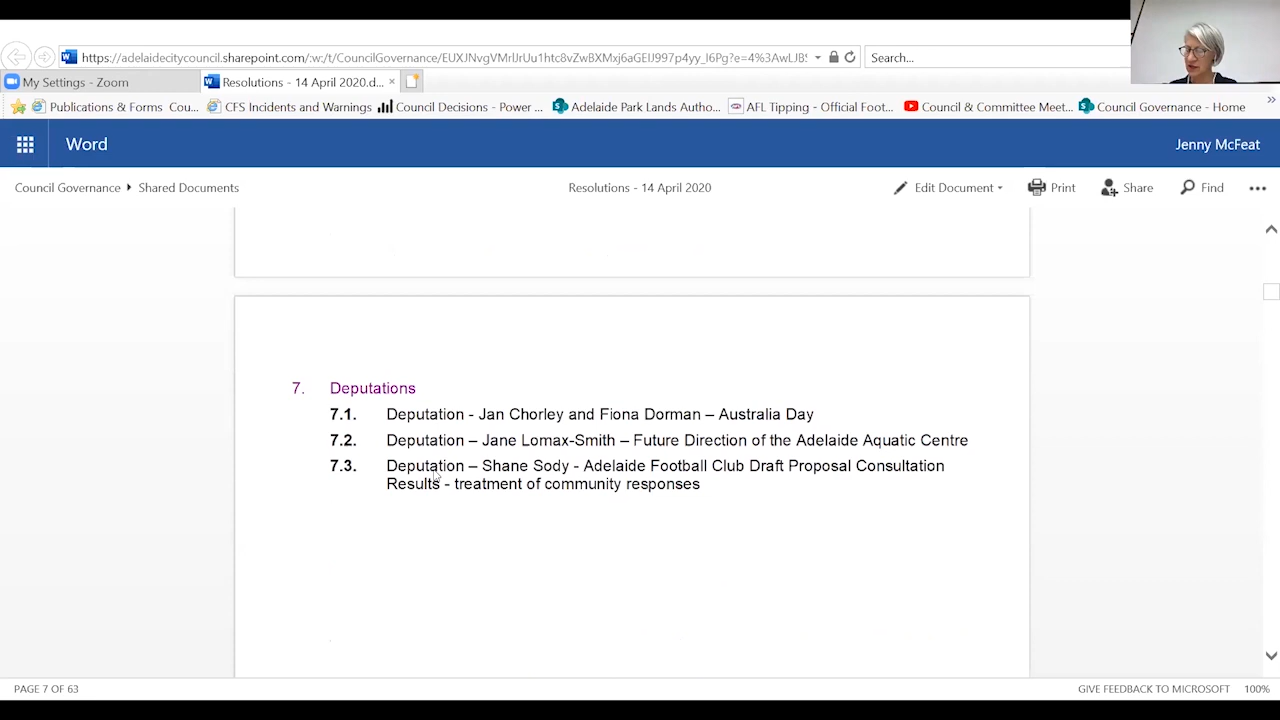 https://adelaidecitycouncil.sharepoint.com/:w:/t/CouncilGovernance/ Search...
My Settings - Zoom Resolutions - 14 April 2020.d...
Publications & Forms Cou... CFS Incidents and Warnings Council Decisions - Power ... Adelaide Park Lands Autho... AFL Tipping - Official Foot... Council & Committee Meet... Council Governance - Home
Word Jenny McFeat
Council Governance Shared Documents Resolutions - 14 April 2020 Edit Document Print Share Find
7. Deputations
7.1. Deputation - Jan Chorley and Fiona Dorman – Australia Day
7.2. Deputation – Jane Lomax-Smith – Future Direction of the Adelaide Aquatic Centre
7.3. Deputation – Shane Sody - Adelaide Football Club Draft Proposal Consultation
Results - treatment of community responses
PAGE 7 OF 63 GIVE FEEDBACK TO MICROSOFT 100%